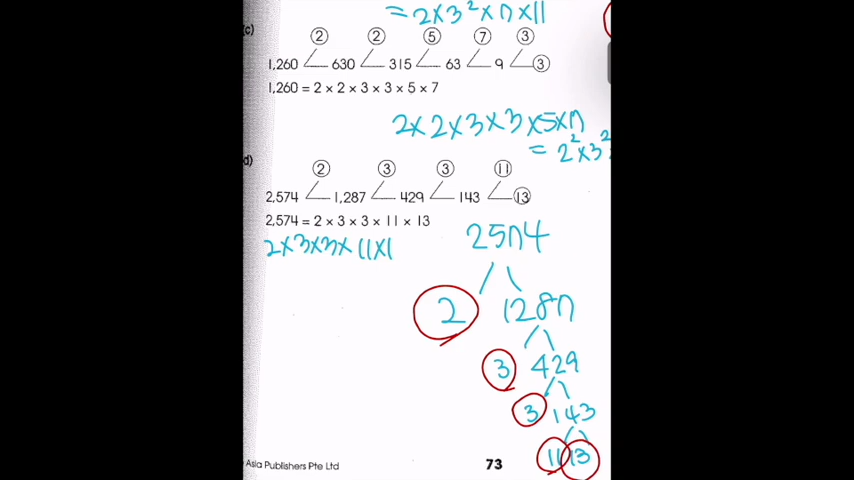 = 2×3²×7×11
(c)
2 2 5 7 3
1,260 630 315 63 9 3
1,260 = 2 × 2 × 3 × 3 × 5 × 7
2×2×3×3×5×7
= 2²×3²
d)
2 3 3 11
2,574 1,287 429 143 13
2,574 = 2 × 3 × 3 × 11 × 13
2574
2×3×3×11×1
2 1287
3 429
3 143
11 13
Asia Publishers Pte Ltd 73